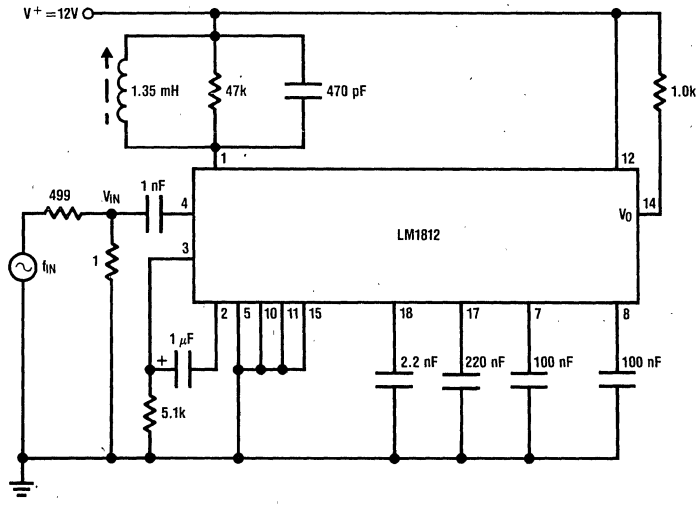 V+ =12V
1.35 mH
47k
470 pF
1.0k
1
12
499
VIN
1 nF
4
14
VO
LM1812
fIN
1
3
2
5
10
11
15
18
17
7
8
1 µF
+
2.2 nF
220 nF
100 nF
100 nF
5.1k